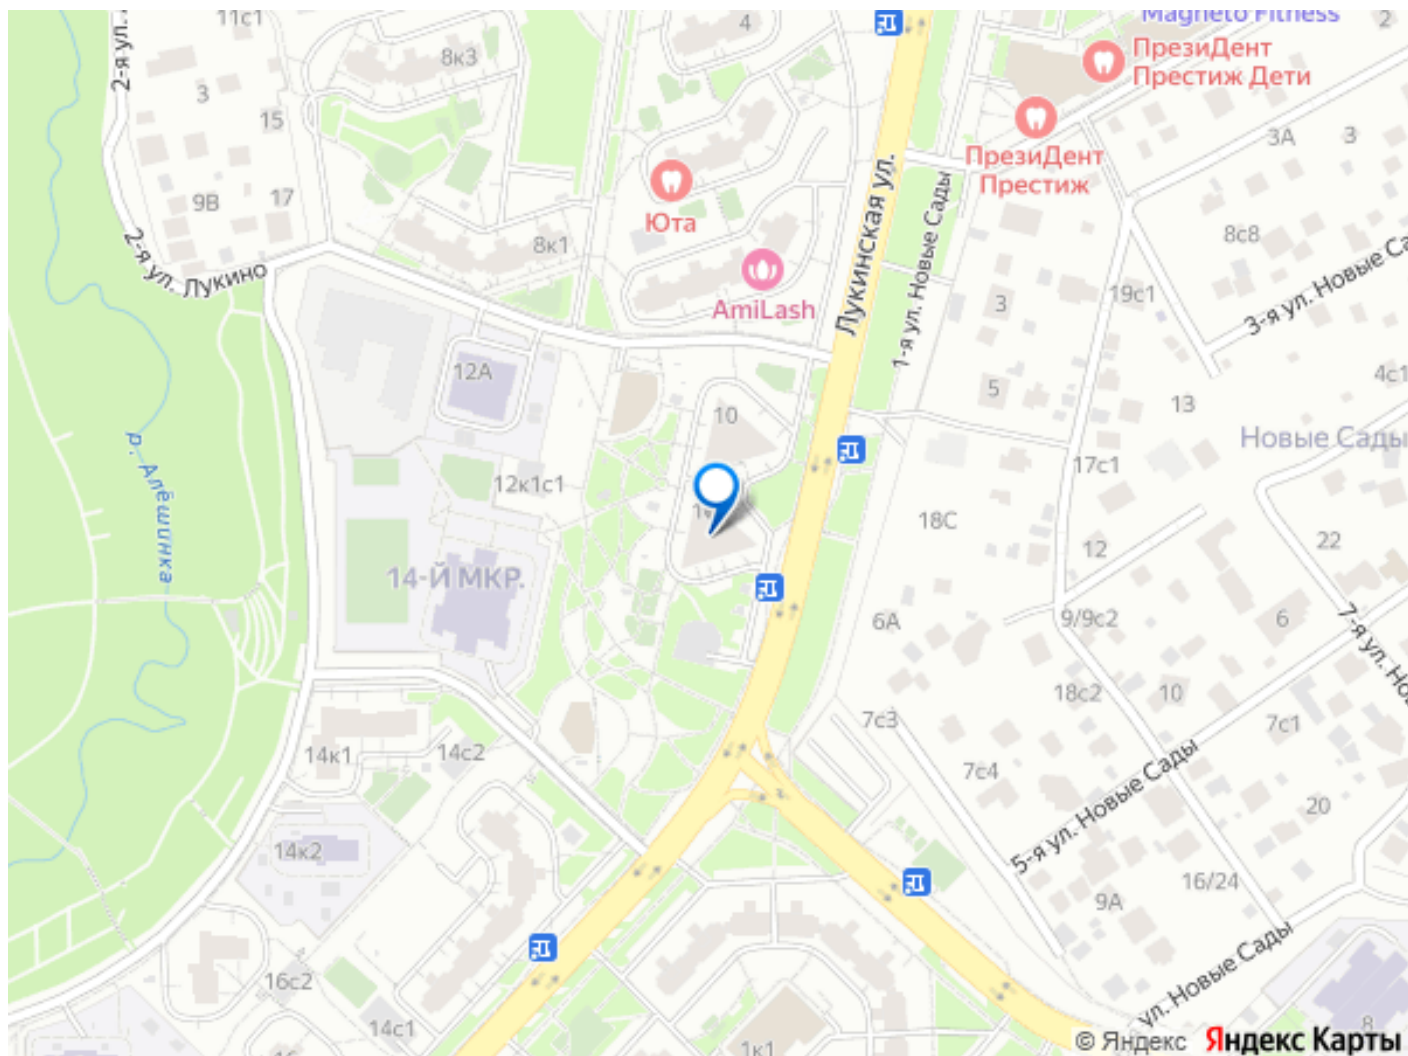 11с1
4
Magneto Fitness
2
2-я ул.
8к3
ПрезиДент
Престиж Дети
3
15
3А
3
ПрезиДент
Престиж
9В
17
Юта
8к1
8с8
2-я ул. Лукино
Лукинская ул.
1-я ул. Новые Сады
AmiLash
3
19с1
3-я ул. Новые Са
12А
5
4с1
13
10
Новые Сады
р. Алёшинка
17с1
12к1с1
18С
22
12
14-Й МКР.
6А
9/9с2
6
7-я ул. Но
18с2
10
7с3
7с1
14к1
14с2
7с4
5-я ул. Новые Сады
20
14к2
16/24
9А
16с2
ул. Новые Сады
14с1
8
16
1к1
© Яндекс Яндекс Карты